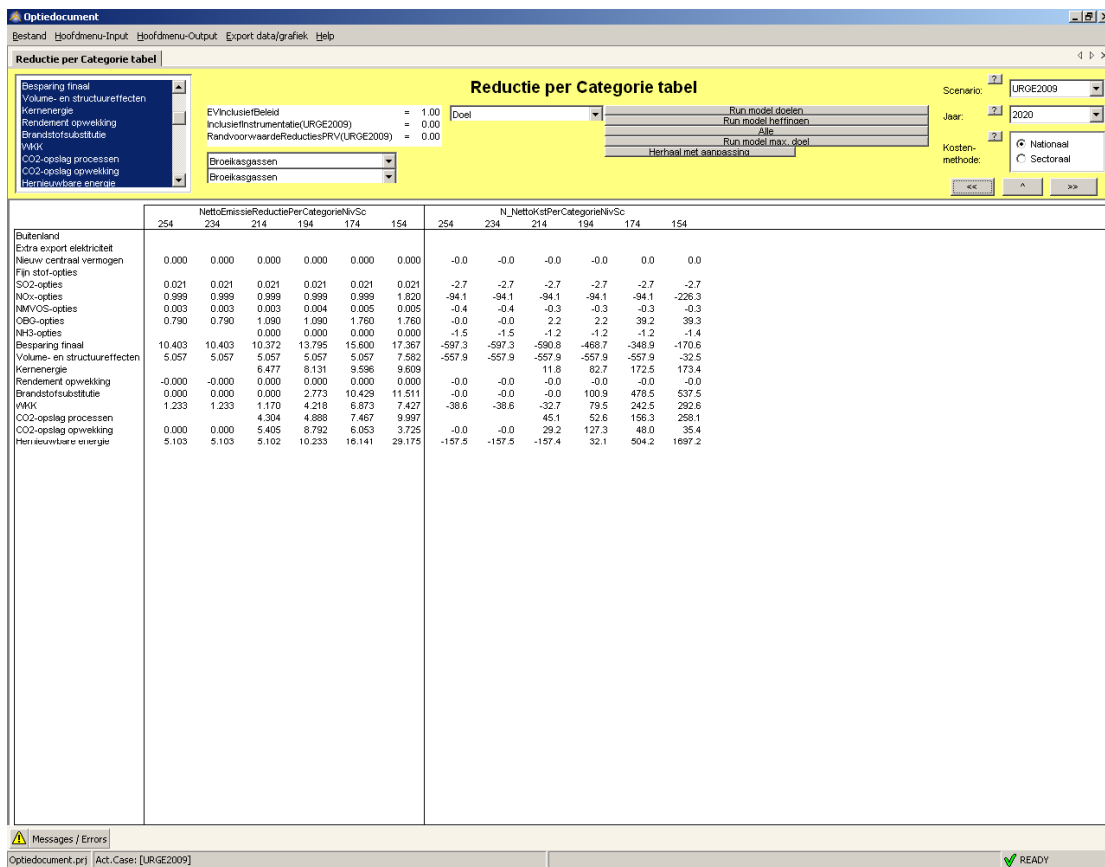 Optiedocument
Bestand Hoofdmenu-Input Hoofdmenu-Output Export data/grafiek Help
Reductie per Categorie tabel
Besparing finaal
Volume- en structuureffecten
Kernenergie
Rendement opwekking
Brandstofsubstitutie
WKK
CO2-opslag processen
CO2-opslag opwekking
Hernieuwbare energie
Reductie per Categorie tabel
EVInclusiefBeleid = 1.00
InclusiefInstrumentatie(URGE2009) = 0.00
RandvoorwaardeReductiesPRV(URGE2009) = 0.00
Broeikasgassen
Broeikasgassen
Doel
Run model doelen
Run model heffingen
Alle
Run model max. doel
Herhaal met aanpassing
Scenario: ? URGE2009
Jaar: ? 2020
Kosten-methode: ? Nationaal
Sectoraal
<< ^ >>
NettoEmissieReductiePerCategorieNivSc N_NettoKstPerCategorieNivSc
254 234 214 194 174 154 254 234 214 194 174 154
Buitenland
Extra export elektriciteit
Nieuw centraal vermogen 0.000 0.000 0.000 0.000 0.000 0.000 -0.0 -0.0 -0.0 -0.0 0.0 0.0
Fijn stof-opties
SO2-opties 0.021 0.021 0.021 0.021 0.021 0.021 -2.7 -2.7 -2.7 -2.7 -2.7 -2.7
NOx-opties 0.999 0.999 0.999 0.999 0.999 1.820 -94.1 -94.1 -94.1 -94.1 -94.1 -226.3
NMVOS-opties 0.003 0.003 0.003 0.004 0.005 0.005 -0.4 -0.4 -0.3 -0.3 -0.3 -0.3
OBG-opties 0.790 0.790 1.090 1.090 1.760 1.760 -0.0 -0.0 2.2 2.2 39.2 39.3
NH3-opties 0.000 0.000 0.000 0.000 -1.5 -1.5 -1.2 -1.2 -1.2 -1.4
Besparing finaal 10.403 10.403 10.372 13.795 15.600 17.367 -597.3 -597.3 -590.8 -468.7 -348.9 -170.6
Volume- en structuureffecten 5.057 5.057 5.057 5.057 5.057 7.582 -557.9 -557.9 -557.9 -557.9 -557.9 -32.5
Kernenergie 6.477 8.131 9.596 9.609 11.8 82.7 172.5 173.4
Rendement opwekking -0.000 -0.000 0.000 0.000 0.000 0.000 -0.0 -0.0 -0.0 -0.0 -0.0 -0.0
Brandstofsubstitutie 0.000 0.000 0.000 2.773 10.429 11.511 -0.0 -0.0 -0.0 100.9 478.5 537.5
WKK 1.233 1.233 1.170 4.218 6.873 7.427 -38.6 -38.6 -32.7 79.5 242.5 292.6
CO2-opslag processen 4.304 4.888 7.467 9.997 45.1 52.6 156.3 258.1
CO2-opslag opwekking 0.000 0.000 5.405 8.792 6.053 3.725 -0.0 -0.0 29.2 127.3 48.0 35.4
Hernieuwbare energie 5.103 5.103 5.102 10.233 16.141 29.175 -157.5 -157.5 -157.4 32.1 504.2 1697.2
Messages / Errors
Optiedocument.prj Act.Case: [URGE2009] READY